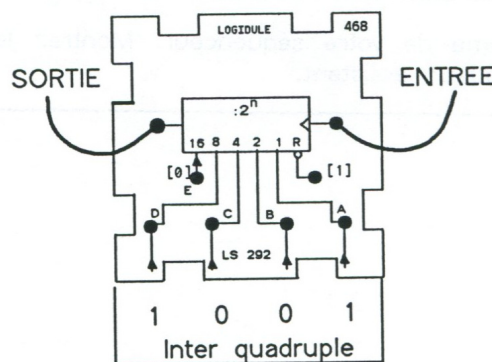 LOGIDULE 468
SORTIE ENTREE
:2ⁿ
16 8 4 2 1 R
[0] [1]
E
D C B A
LS 292
1 0 0 1
Inter quadruple